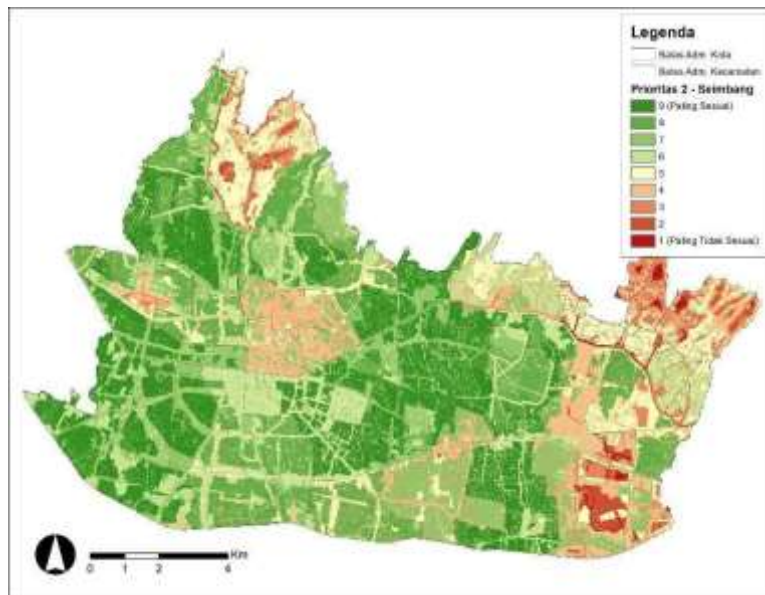 Legenda
Batas Adm. Kota
Batas Adm. Kecamatan
Prioritas 2 - Seimbang
9 (Paling Sesuai)
8
7
6
5
4
3
2
1 (Paling Tidak Sesuai)
Km
0 1 2 4